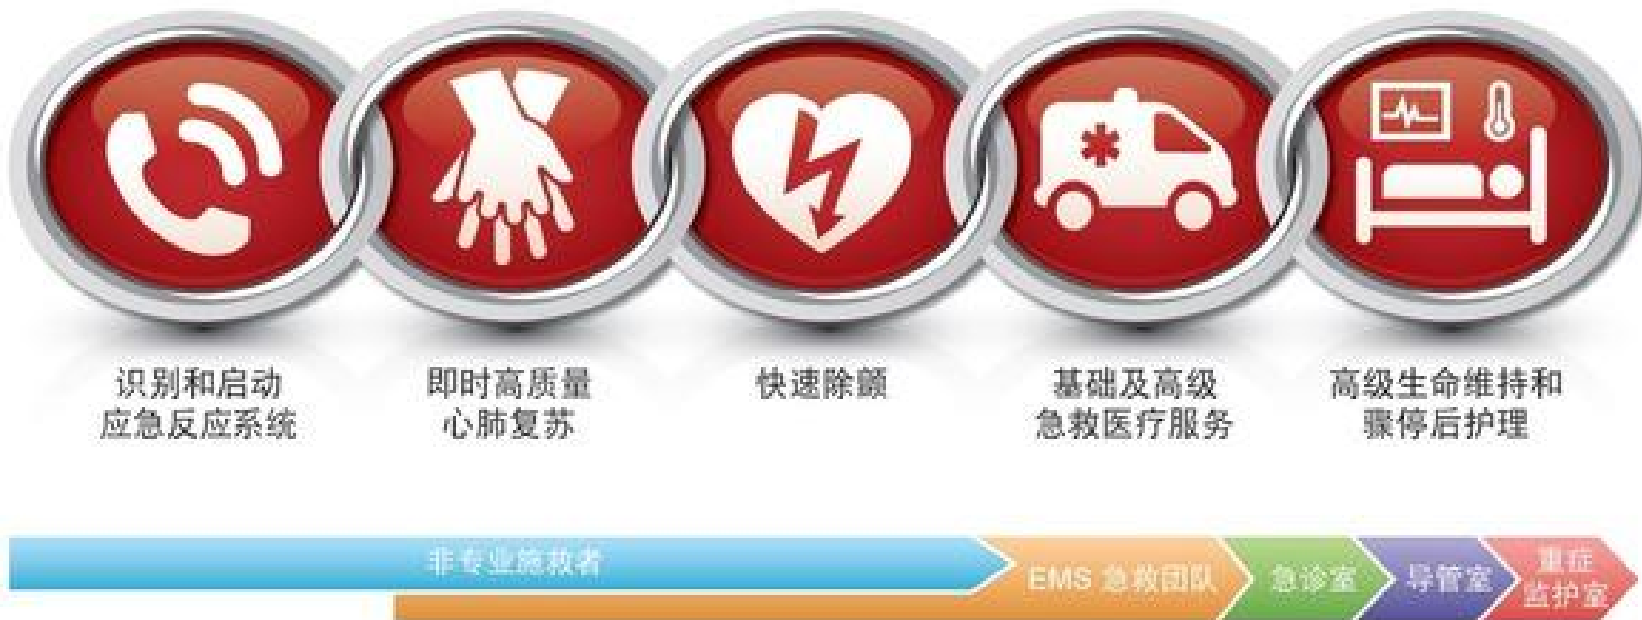 识别和启动
应急反应系统
即时高质量
心肺复苏
快速除颤
基础及高级
急救医疗服务
高级生命维持和
骤停后护理
非专业施救者
EMS 急救团队
急诊室
导管室
重症
监护室